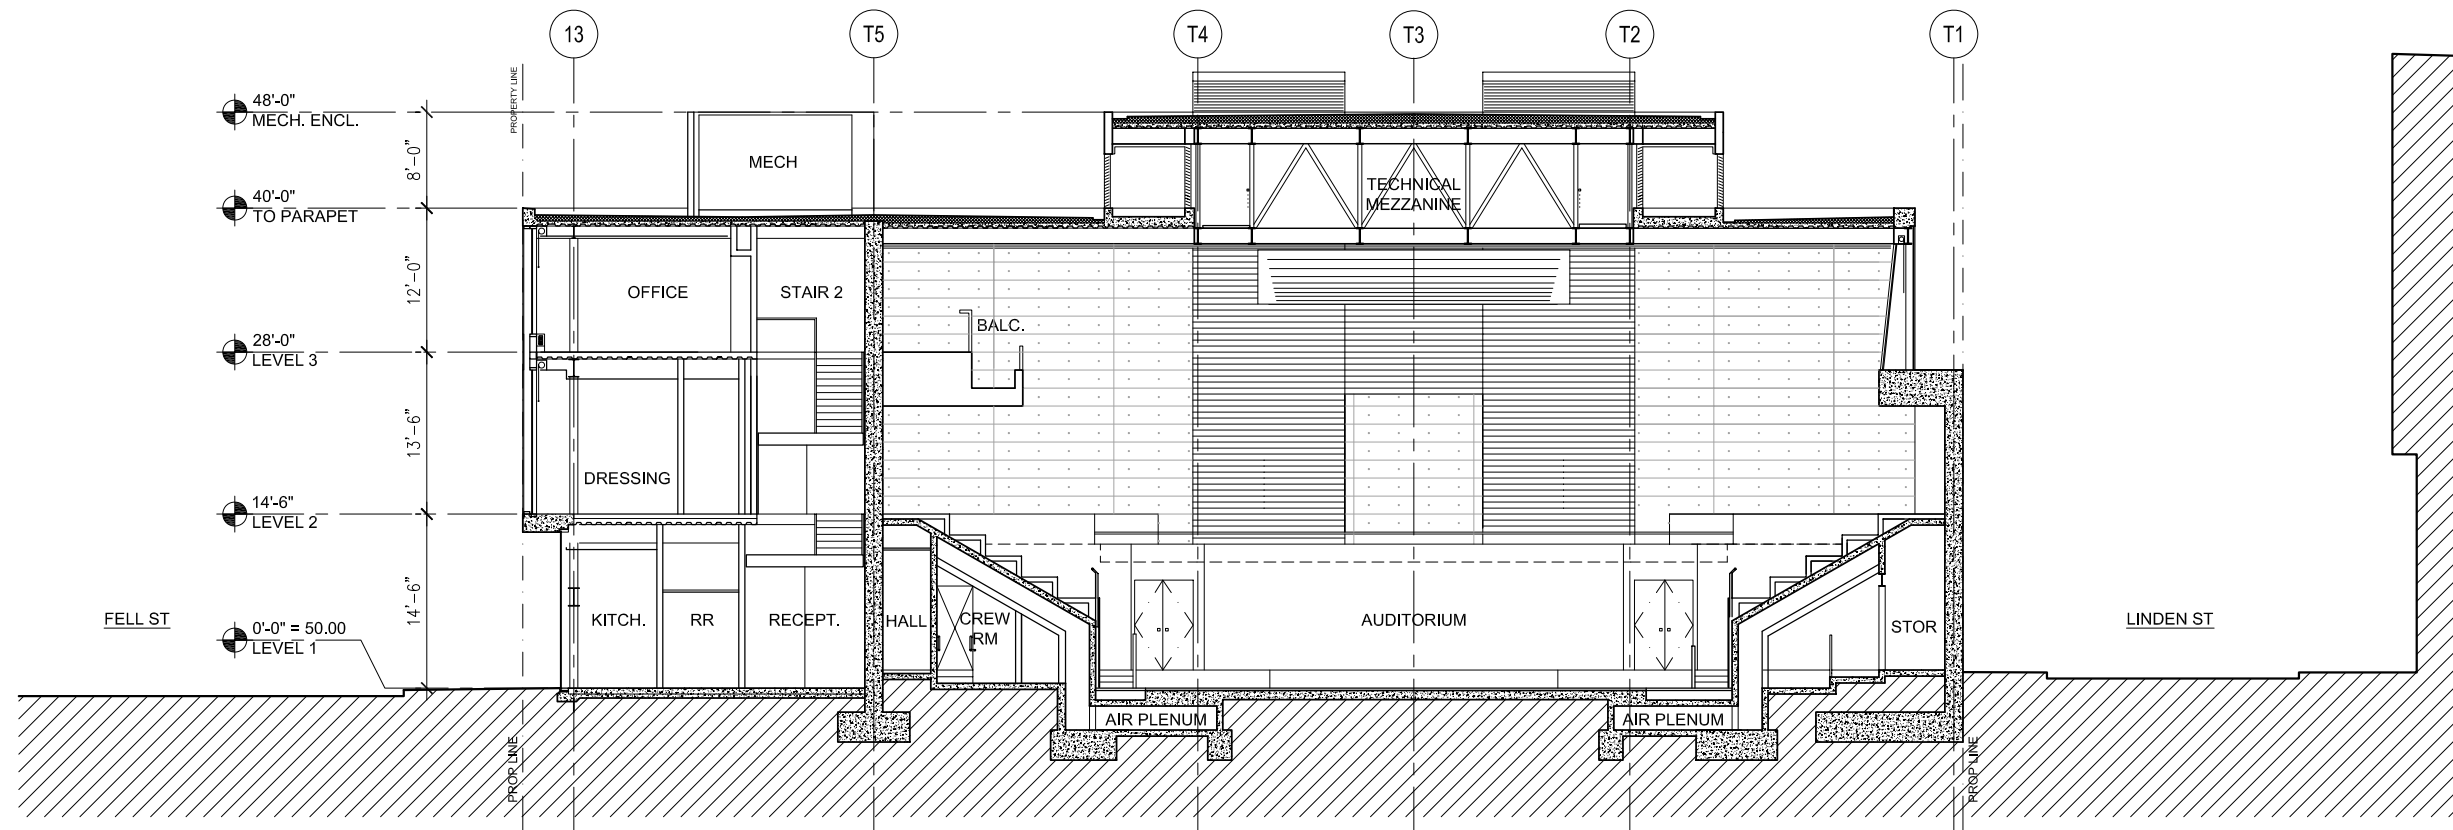 13
T5
T4
T3
T2
T1
PROPERTY LINE
48'-0"
MECH. ENCL.
8'-0"
MECH
TECHNICAL
MEZZANINE
40'-0"
TO PARAPET
12'-0"
OFFICE
STAIR 2
BALC.
28'-0"
LEVEL 3
13'-6"
DRESSING
14'-6"
LEVEL 2
14'-6"
FELL ST
0'-0" = 50.00
LEVEL 1
KITCH.
RR
RECEPT.
HALL
CREW
RM
AUDITORIUM
STOR
LINDEN ST
AIR PLENUM
AIR PLENUM
PROP LINE
PROP LINE